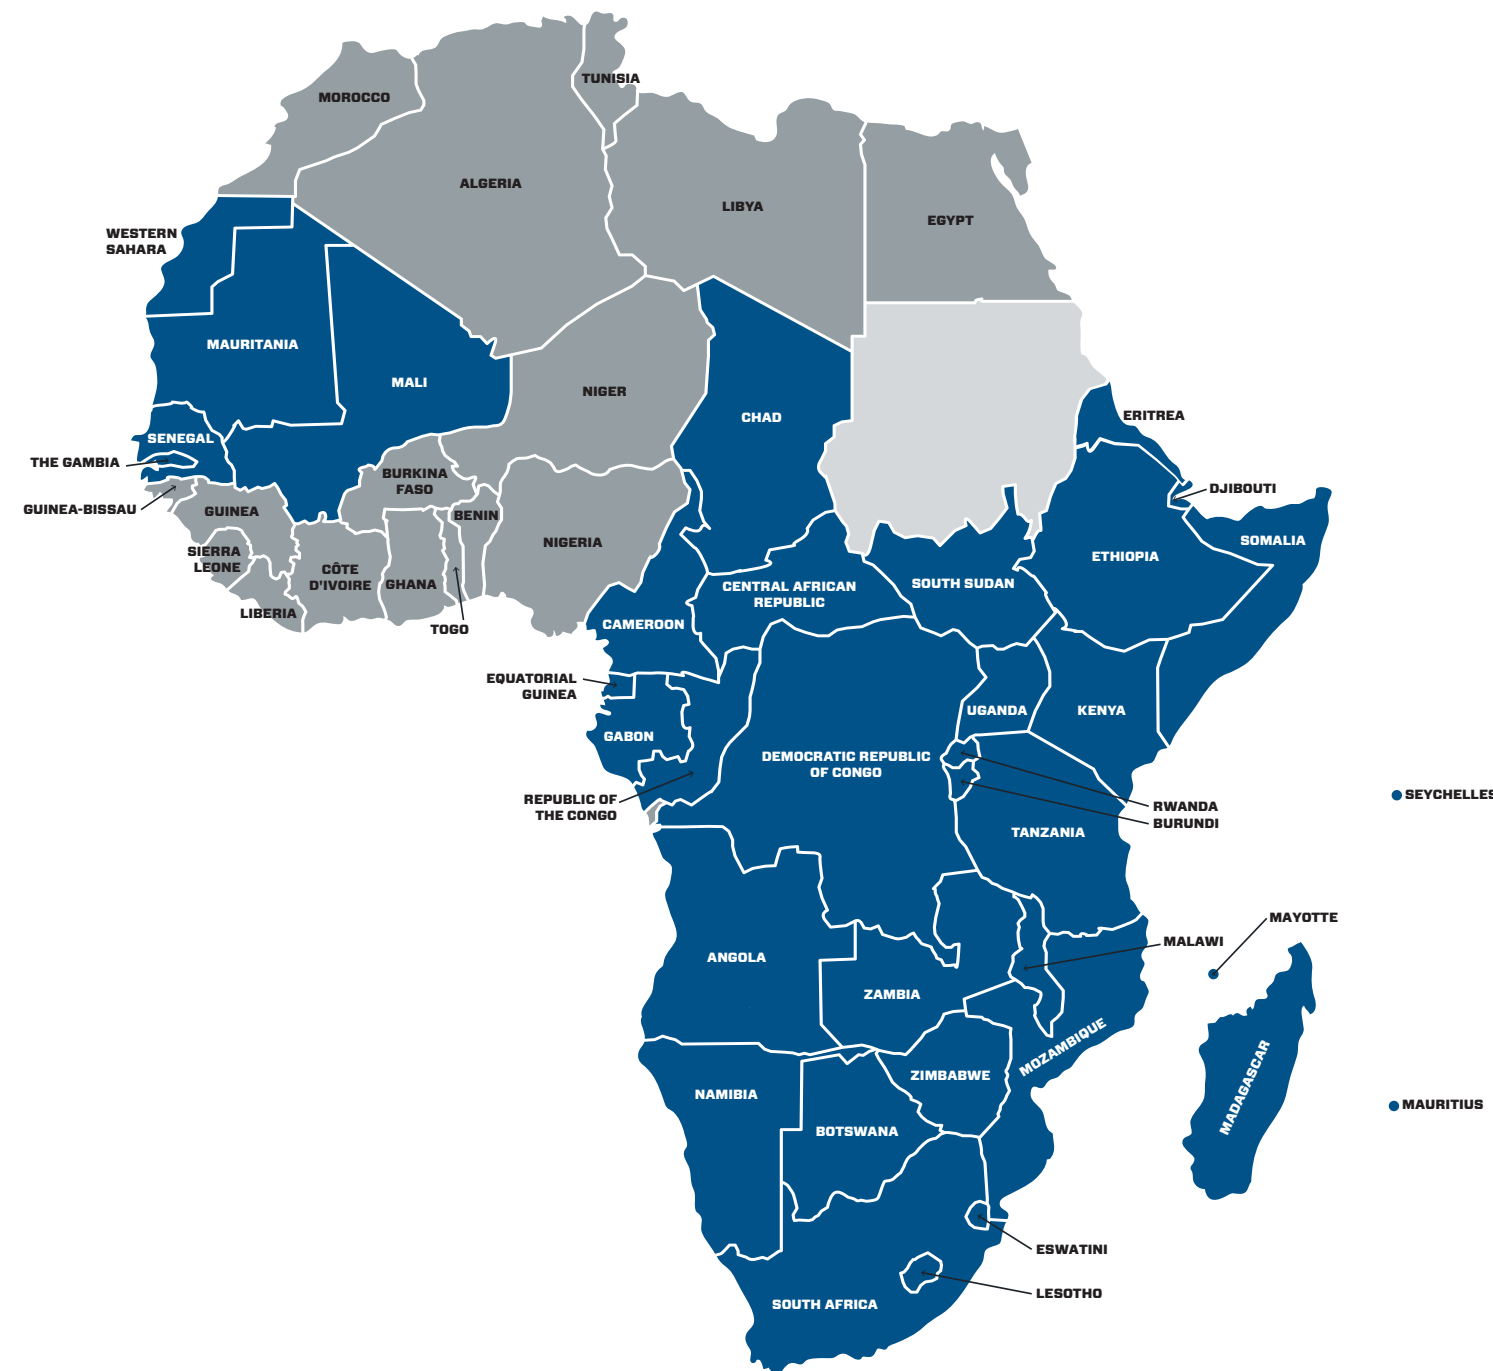 TUNISIA
MOROCCO
ALGERIA
LIBYA
EGYPT
WESTERN
SAHARA
MAURITANIA
MALI
NIGER
CHAD
ERITREA
SENEGAL
THE GAMBIA
BURKINA
FASO
DJIBOUTI
GUINEA-BISSAU
GUINEA
BENIN
NIGERIA
SOMALIA
SIERRA
LEONE
CÔTE
D'IVOIRE
GHANA
ETHIOPIA
CENTRAL AFRICAN
REPUBLIC
SOUTH SUDAN
LIBERIA
TOGO
CAMEROON
EQUATORIAL
GUINEA
UGANDA
KENYA
GABON
DEMOCRATIC REPUBLIC
OF CONGO
REPUBLIC OF
THE CONGO
RWANDA
BURUNDI
SEYCHELLES
TANZANIA
MAYOTTE
MALAWI
ANGOLA
ZAMBIA
MOZAMBIQUE
ZIMBABWE
MADAGASCAR
NAMIBIA
MAURITIUS
BOTSWANA
ESWATINI
LESOTHO
SOUTH AFRICA